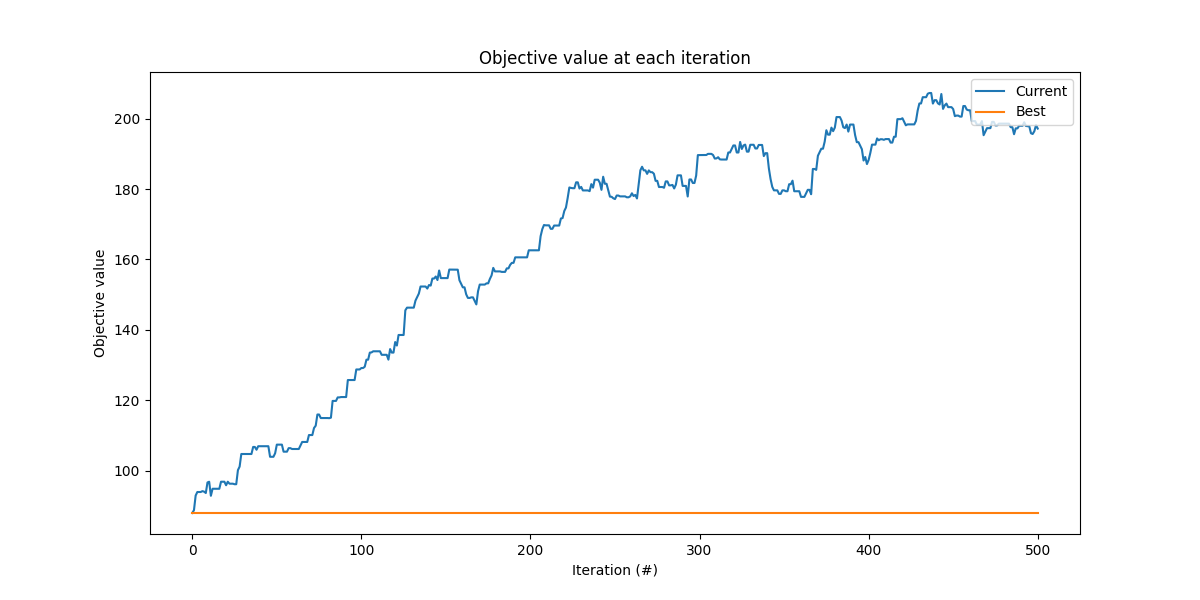 Objective value at each iteration
Current
Best
Objective value
200
180
160
140
120
100
0
100
200
300
400
500
Iteration (#)